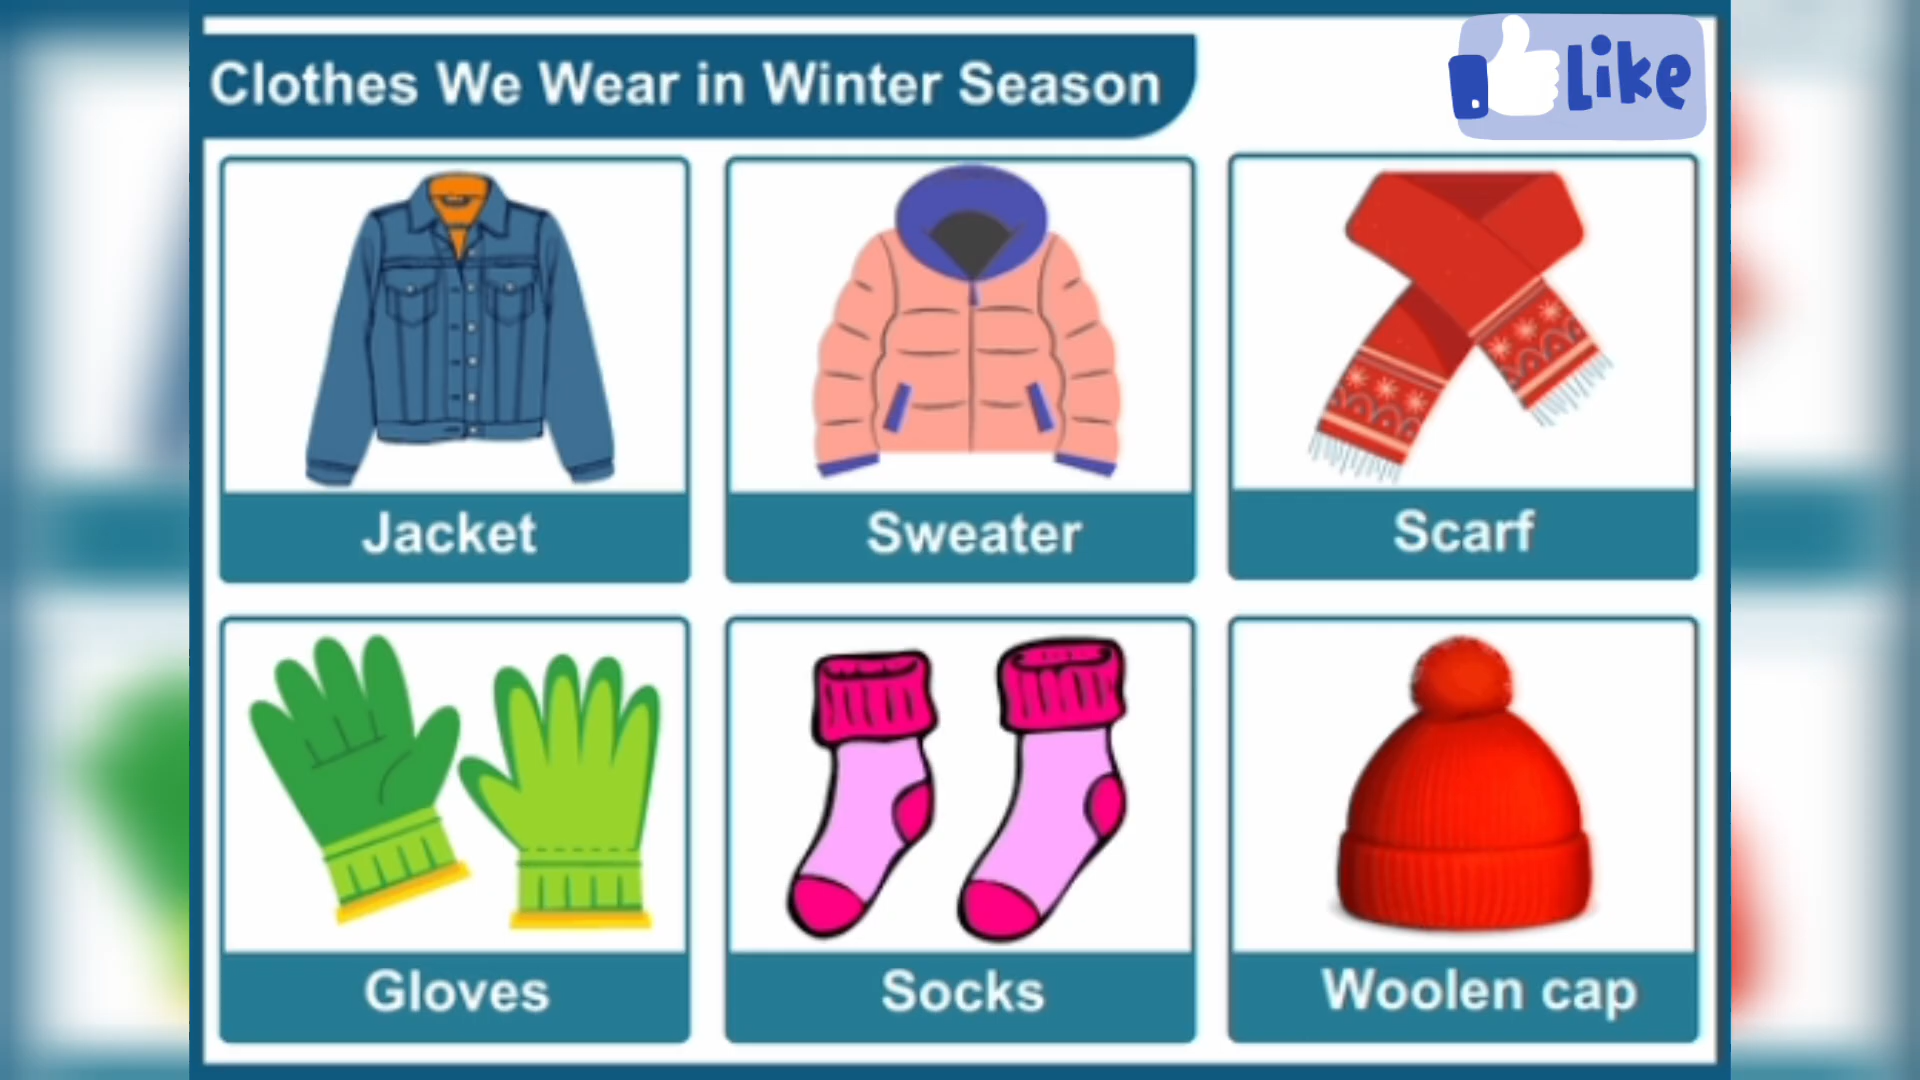 Clothes We Wear in Winter Season
Like
Jacket
Sweater
Scarf
Gloves
Socks
Woolen cap